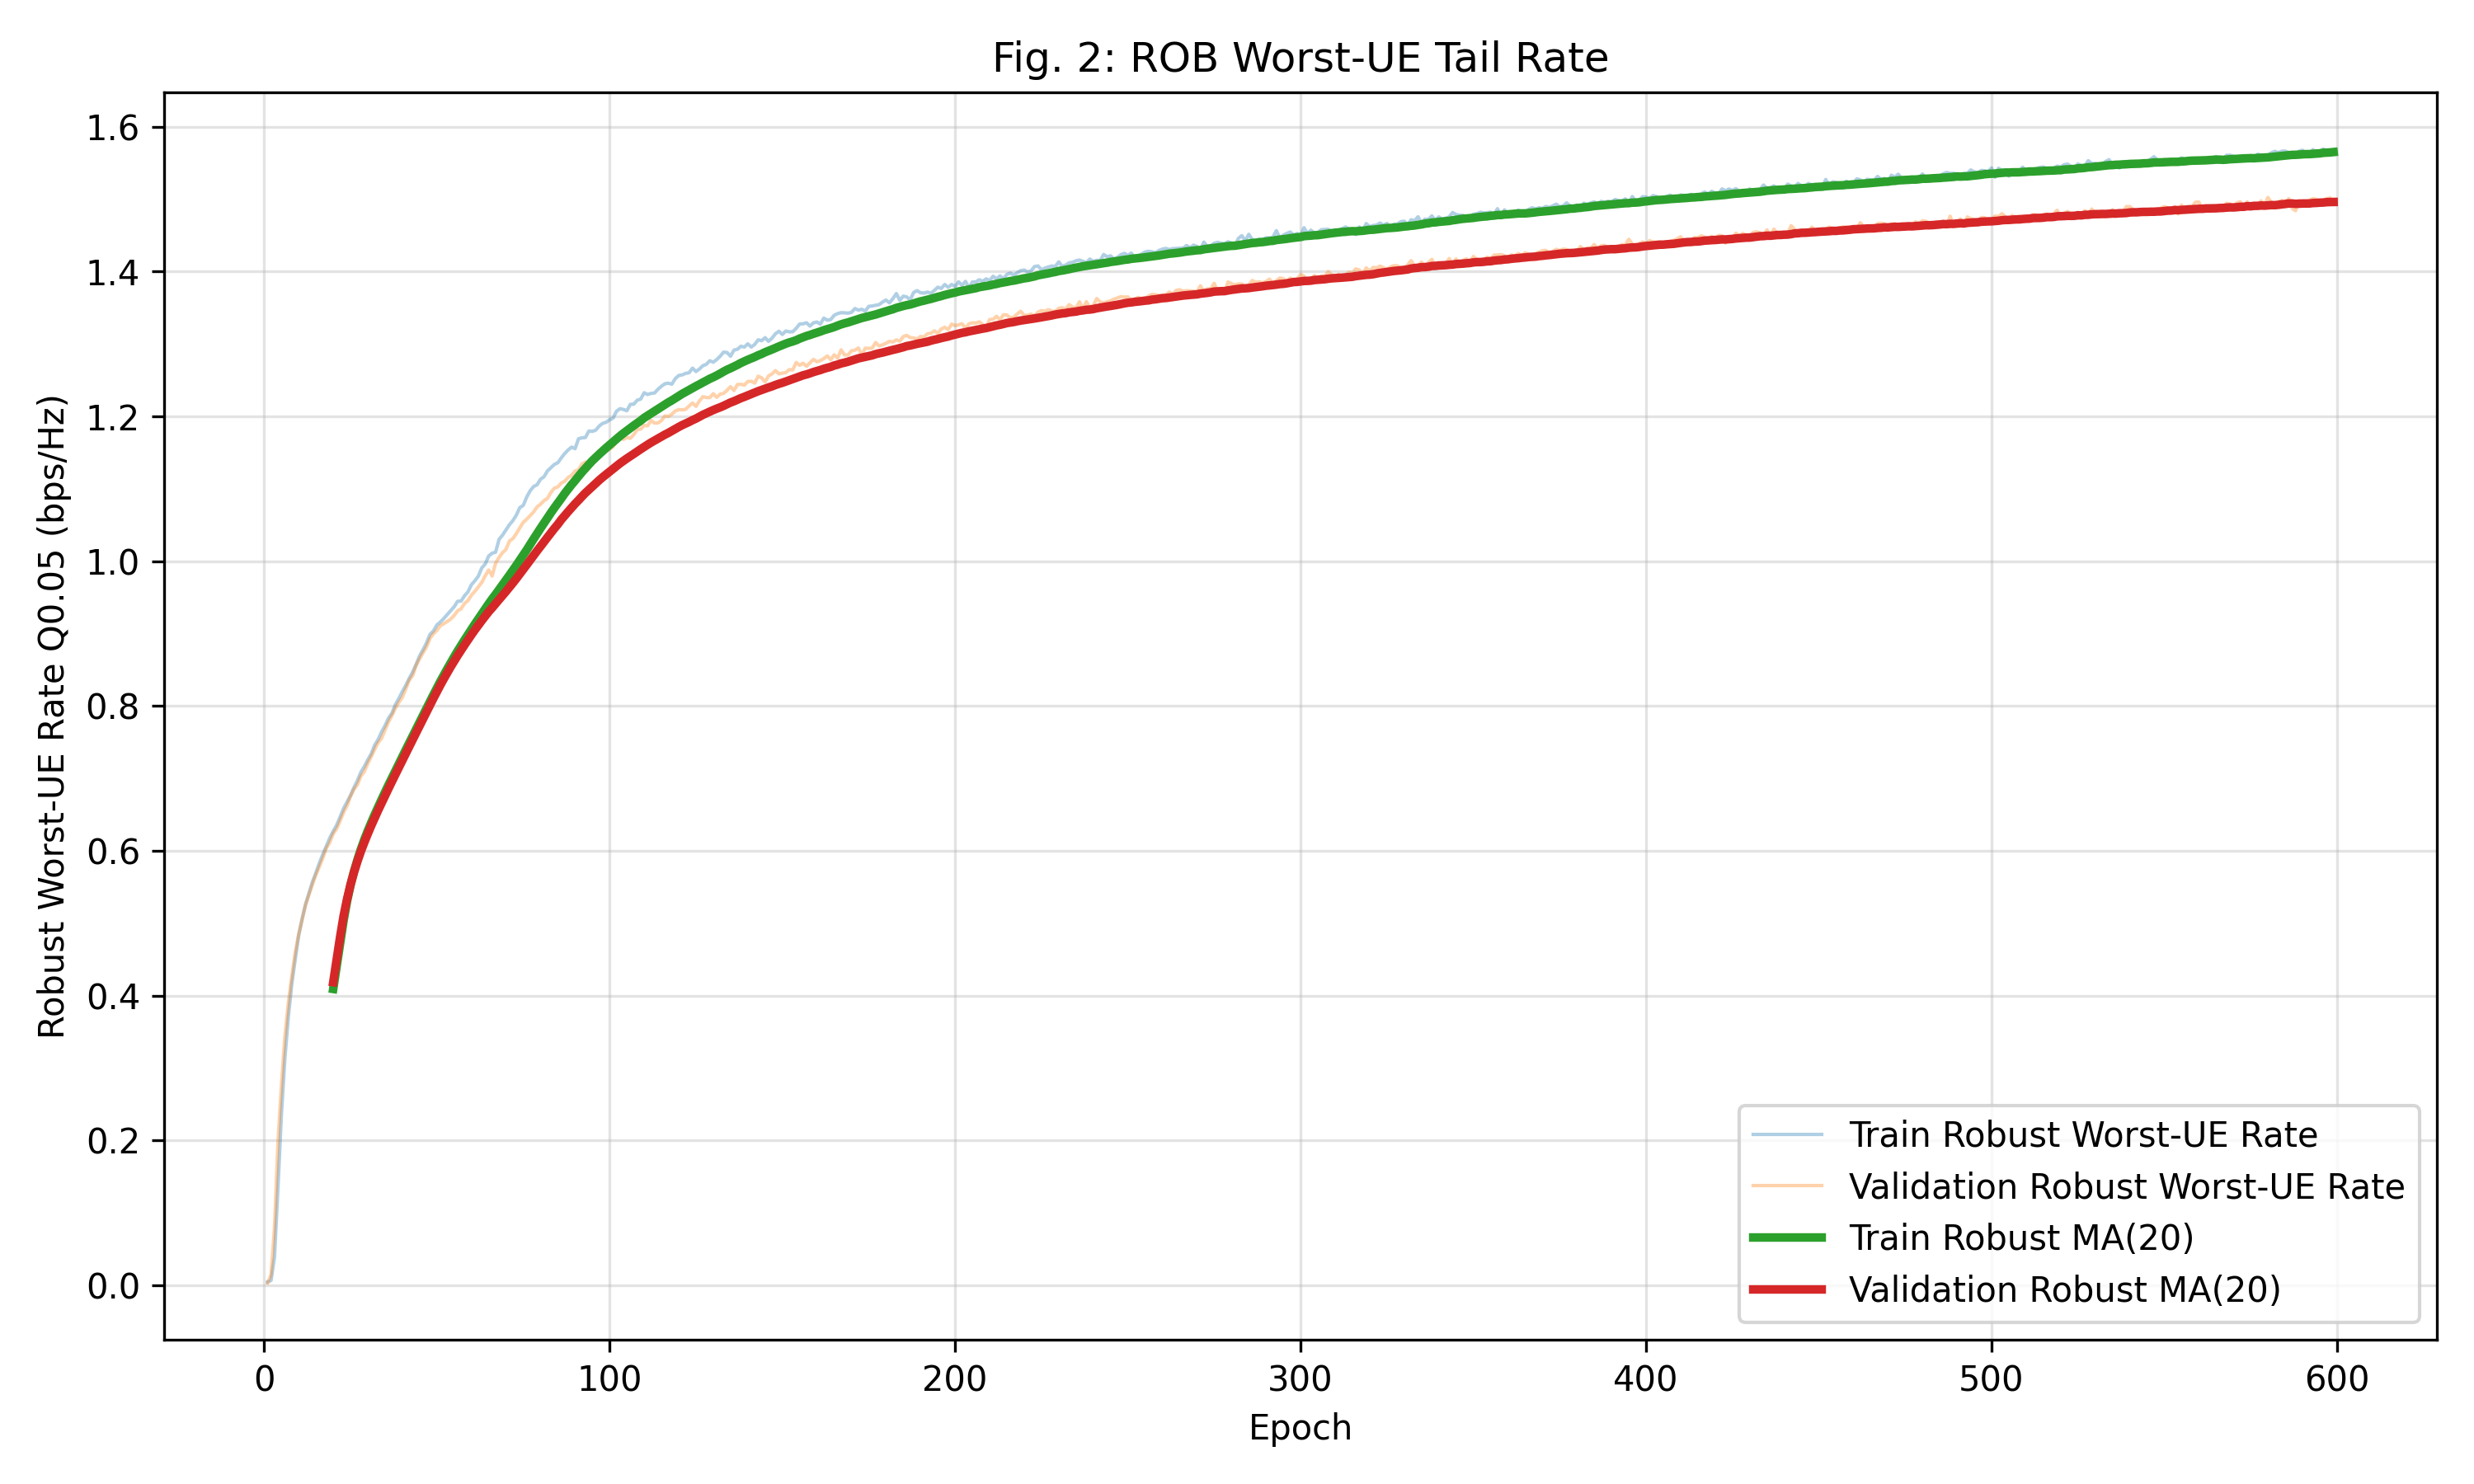 Fig. 2: ROB Worst-UE Tail Rate
Robust Worst-UE Rate Q0.05 (bps/Hz)
1.6
1.4
1.2
1.0
0.8
0.6
0.4
0.2
0.0
Train Robust Worst-UE Rate
Validation Robust Worst-UE Rate
Train Robust MA(20)
Validation Robust MA(20)
0 100 200 300 400 500 600
Epoch